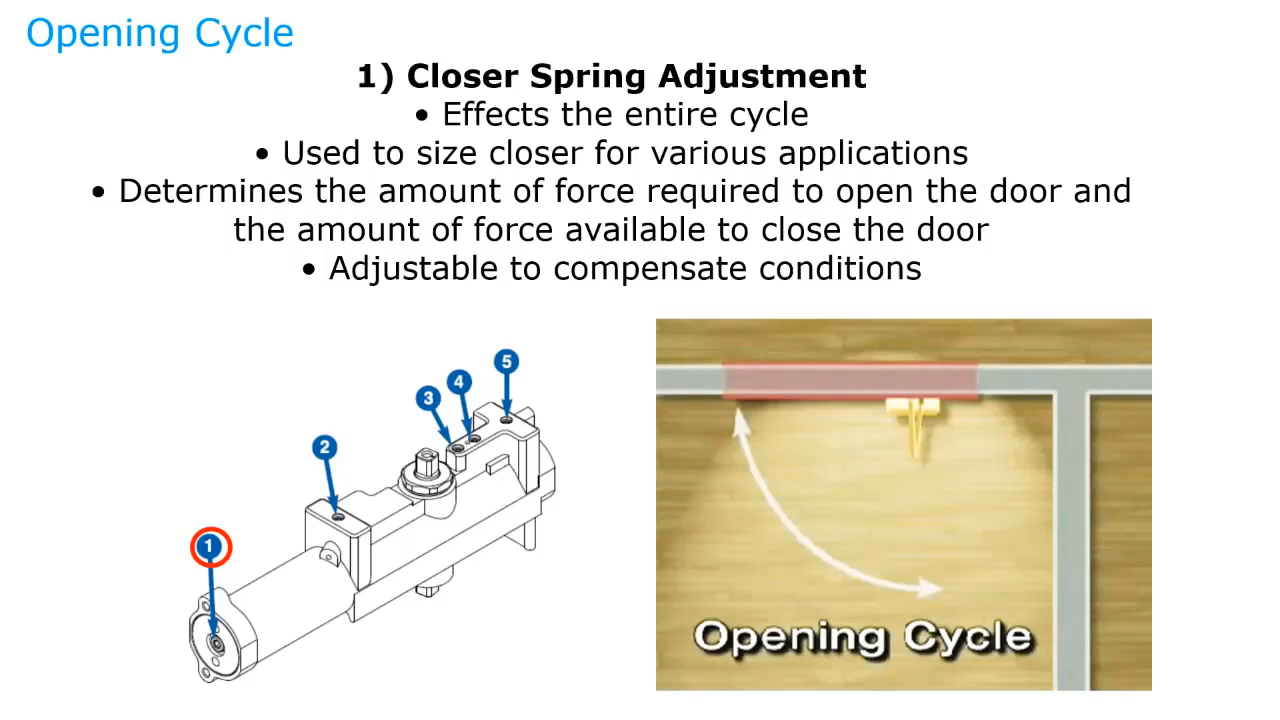 Opening Cycle
1) Closer Spring Adjustment
• Effects the entire cycle
• Used to size closer for various applications
• Determines the amount of force required to open the door and
the amount of force available to close the door
• Adjustable to compensate conditions
5
4
3
2
1
Opening Cycle